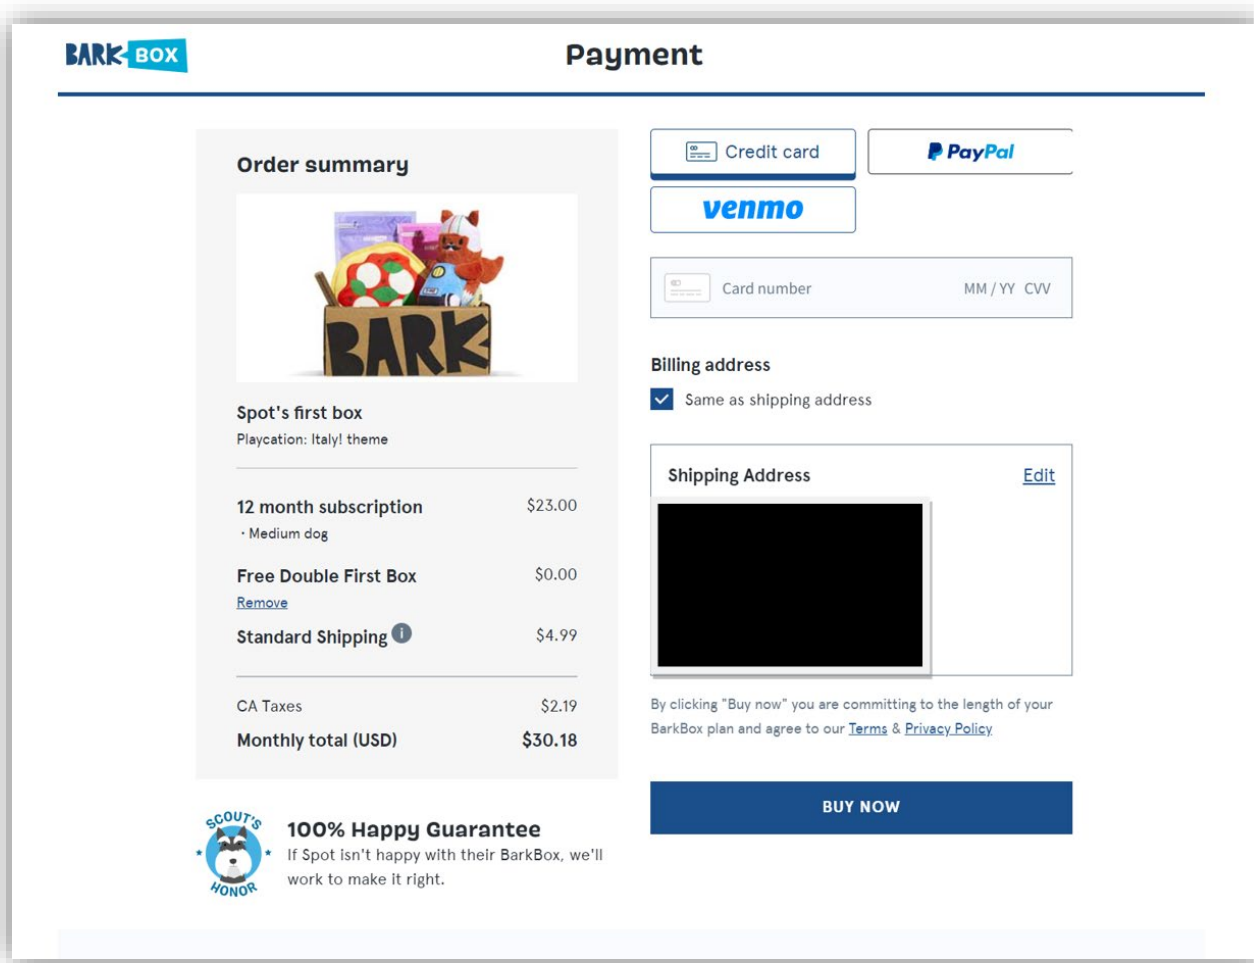 BARK BOX
Payment
Order summary
BARK
Spot's first box
Playcation: Italy! theme
12 month subscription $23.00
· Medium dog
Free Double First Box $0.00
Remove
Standard Shipping i $4.99
CA Taxes $2.19
Monthly total (USD) $30.18
SCOUT'S HONOR
100% Happy Guarantee
If Spot isn't happy with their BarkBox, we'll
work to make it right.
Credit card
PayPal
venmo
Card number MM / YY CVV
Billing address
Same as shipping address
Shipping Address Edit
By clicking "Buy now" you are committing to the length of your
BarkBox plan and agree to our Terms & Privacy Policy
BUY NOW